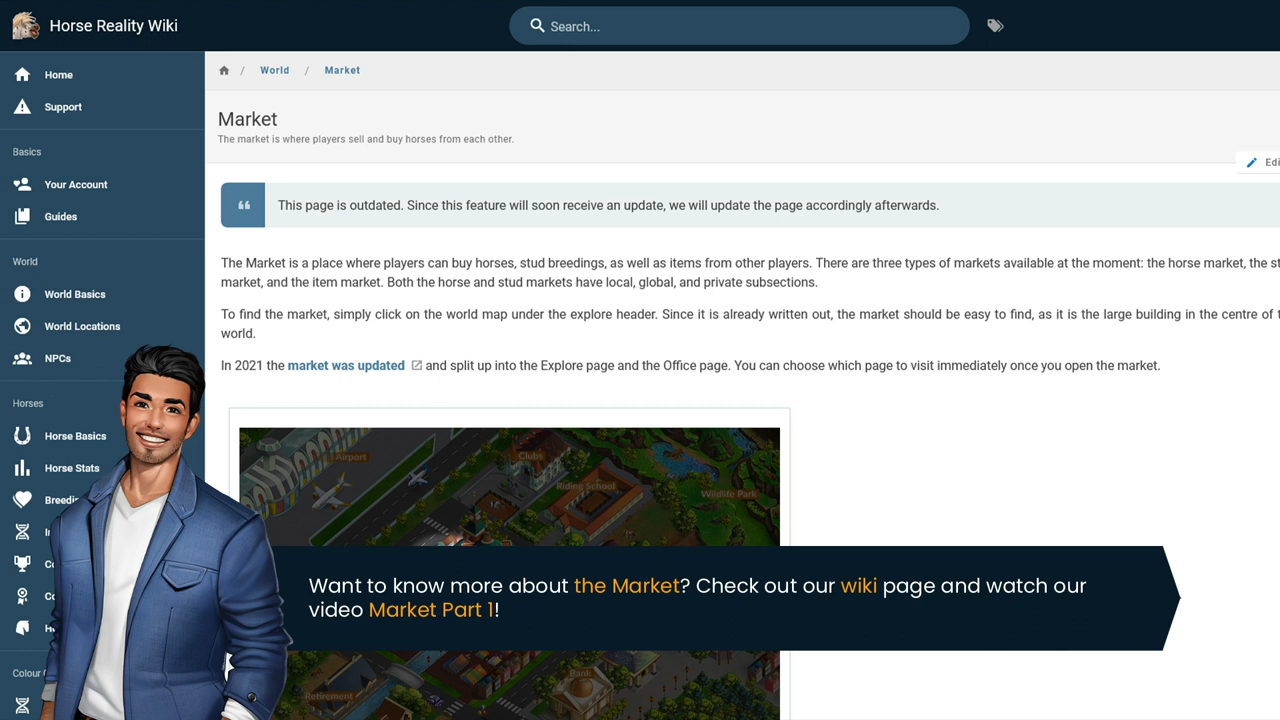 Horse Reality Wiki
Search...
Home
Support
Basics
Your Account
Guides
World
World Basics
World Locations
NPCs
Horses
Horse Basics
Horse Stats
/ World / Market
Market
The market is where players sell and buy horses from each other.
This page is outdated. Since this feature will soon receive an update, we will update the page accordingly afterwards.
The Market is a place where players can buy horses, stud breedings, as well as items from other players. There are three types of markets available at the moment: the horse market, the
market, and the item market. Both the horse and stud markets have local, global, and private subsections.
To find the market, simply click on the world map under the explore header. Since it is already written out, the market should be easy to find, as it is the large building in the centre of
world.
In 2021 the market was updated and split up into the Explore page and the Office page. You can choose which page to visit immediately once you open the market.
Airport
Clubs
Riding School
Wildlife Park
Want to know more about the Market? Check out our wiki page and watch our
video Market Part 1!
Bank
Retirement
Colour